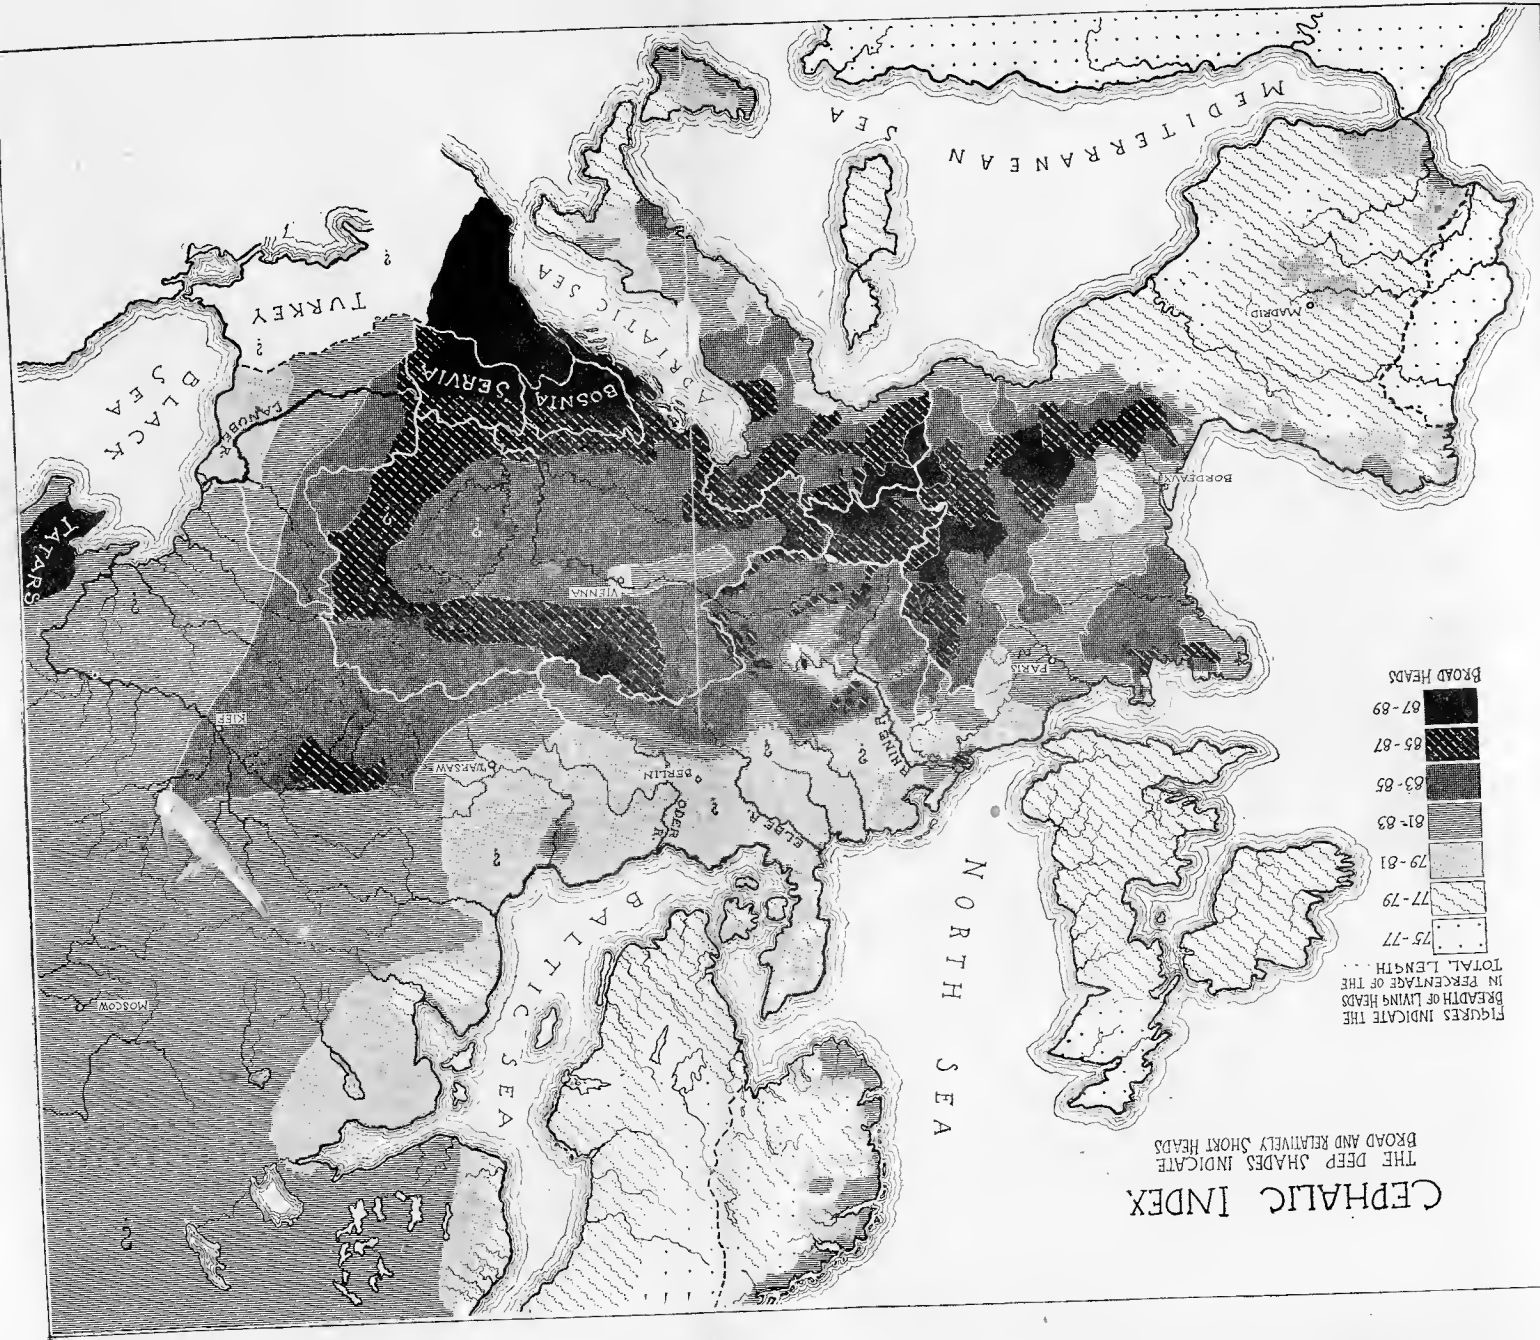 CEPHALIC INDEX
THE DEEP SHADES INDICATE
BROAD AND RELATIVELY SHORT HEADS
FIGURES INDICATE THE
BREADTH OF LIVING HEADS
IN PERCENTAGE OF THE
TOTAL LENGTH ....
75-77
77-79
79-81
81-83
83-85
85-87
87-89
BROAD HEADS
NORTH SEA
BALTIC SEA
MOSCOW
ELBE R.
ODER R.
BERLIN
WARSAW
RHINE R.
KIEF
PARIS
VIENNA
BORDEAUX
TATARS
BLACK SEA
DANUBE R.
BOSNIA
SERVIA
ADRIATIC SEA
TURKEY
MADRID
MEDITERRANEAN SEA
?
?
?
?
?
?
?
?
?
?